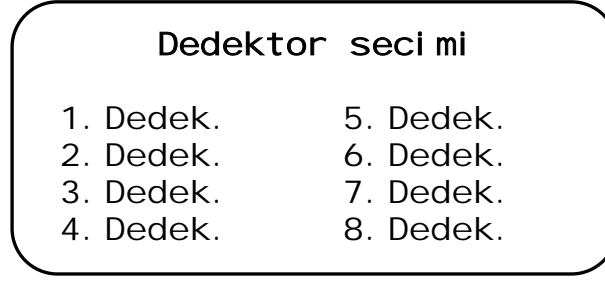 Dedektor secimi
1. Dedek. 5. Dedek.
2. Dedek. 6. Dedek.
3. Dedek. 7. Dedek.
4. Dedek. 8. Dedek.